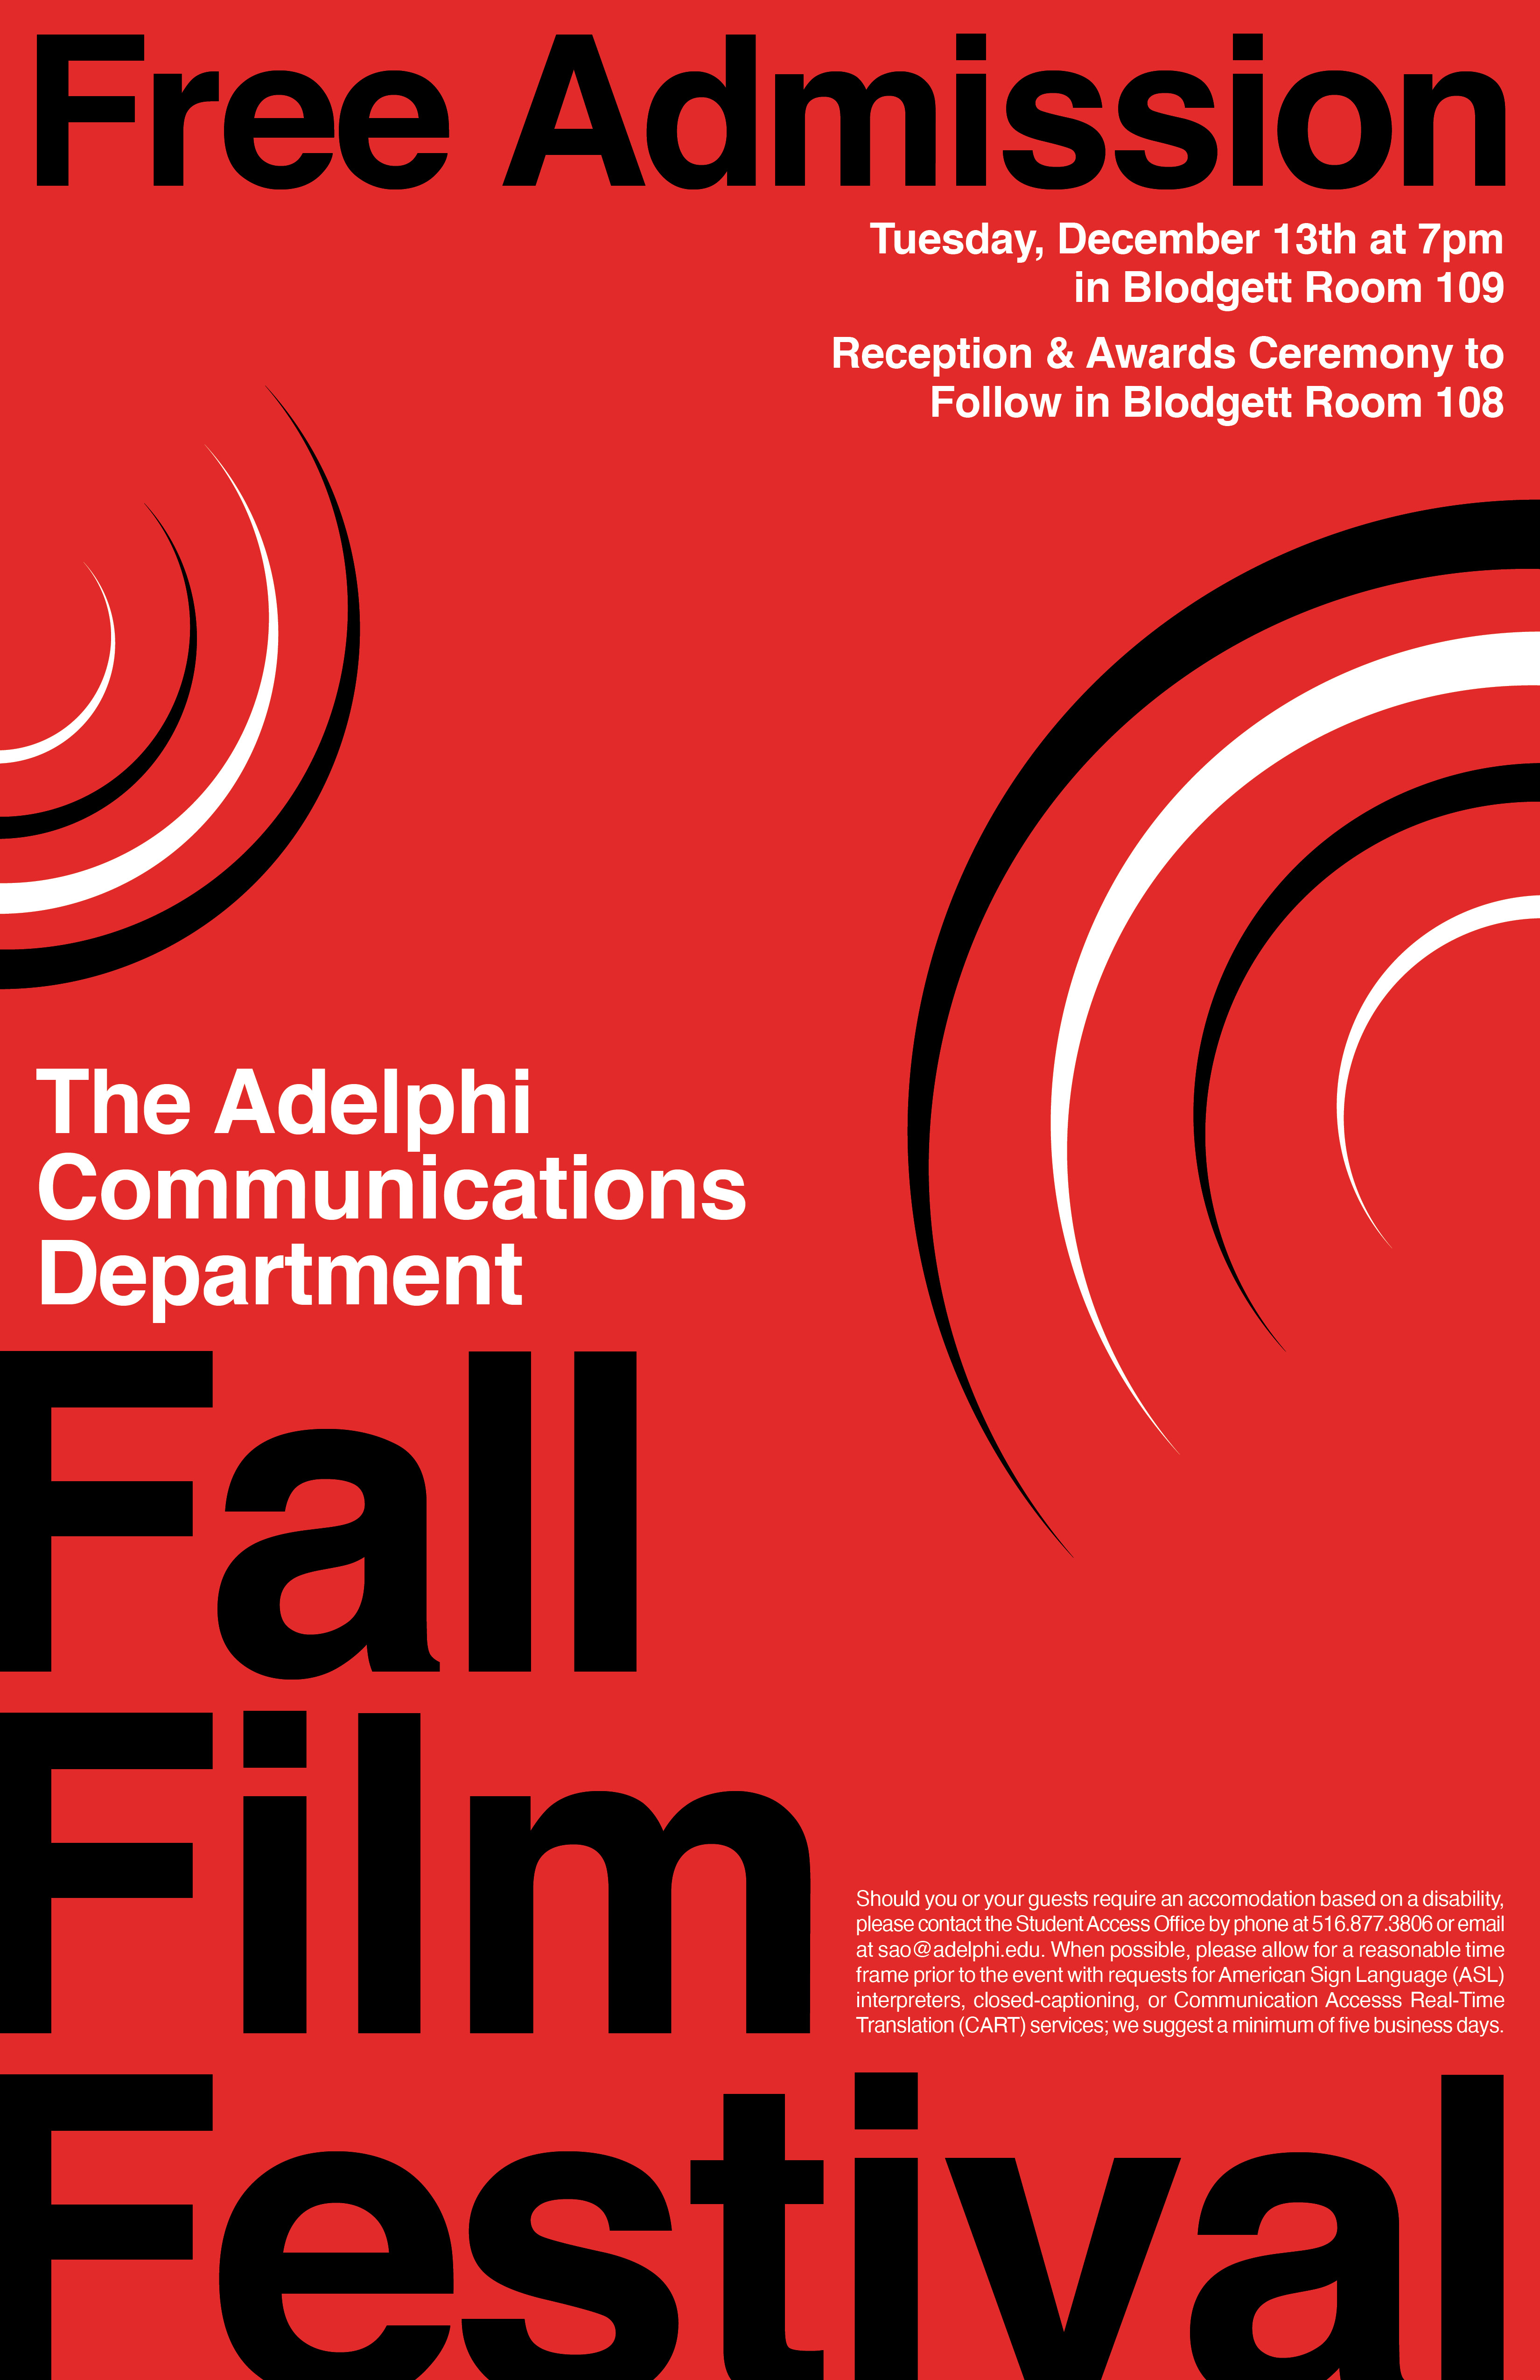 Free Admission
Tuesday, December 13th at 7pm
in Blodgett Room 109
Reception & Awards Ceremony to
Follow in Blodgett Room 108
The Adelphi
Communications
Department
Fall
Film
Should you or your guests require an accomodation based on a disability,
please contact the Student Access Office by phone at 516.877.3806 or email
at sao@adelphi.edu. When possible, please allow for a reasonable time
frame prior to the event with requests for American Sign Language (ASL)
interpreters, closed-captioning, or Communication Accesss Real-Time
Translation (CART) services; we suggest a minimum of five business days.
Festival